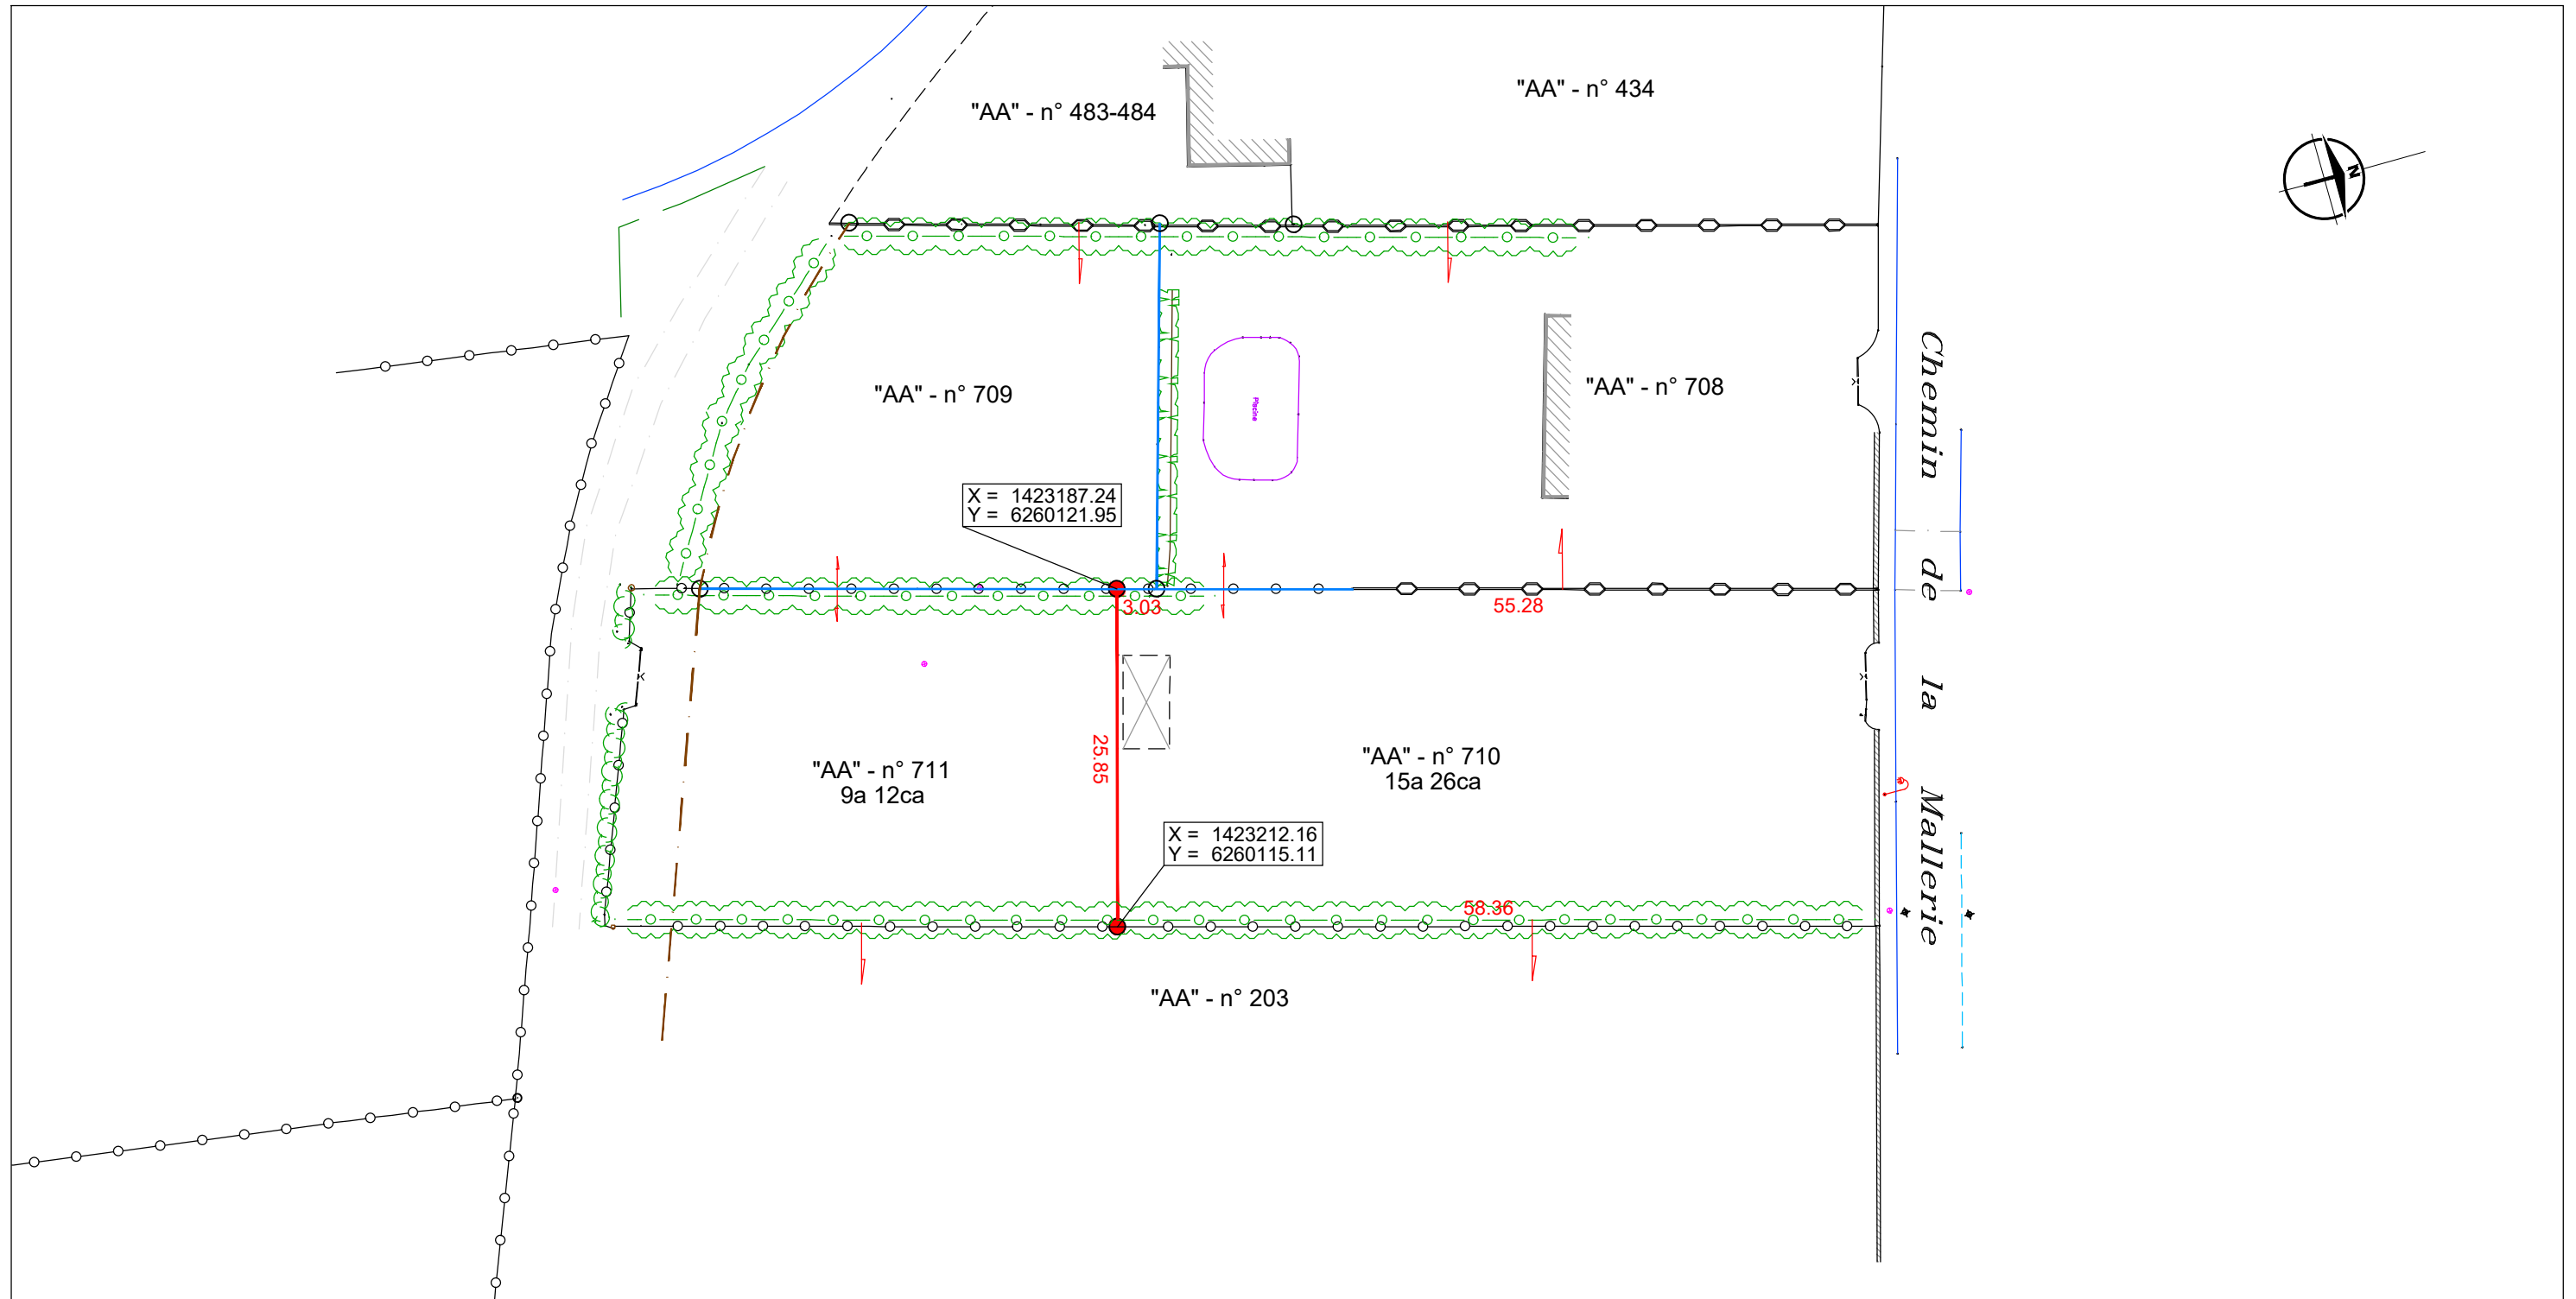 "AA" - n° 434
"AA" - n° 483-484
N
"AA" - n° 708
"AA" - n° 709
Piscine
X = 1423187.24
Y = 6260121.95
3.03
55.28
25.85
"AA" - n° 710
15a 26ca
"AA" - n° 711
9a 12ca
X = 1423212.16
Y = 6260115.11
58.36
"AA" - n° 203
Chemin de la Mallerie